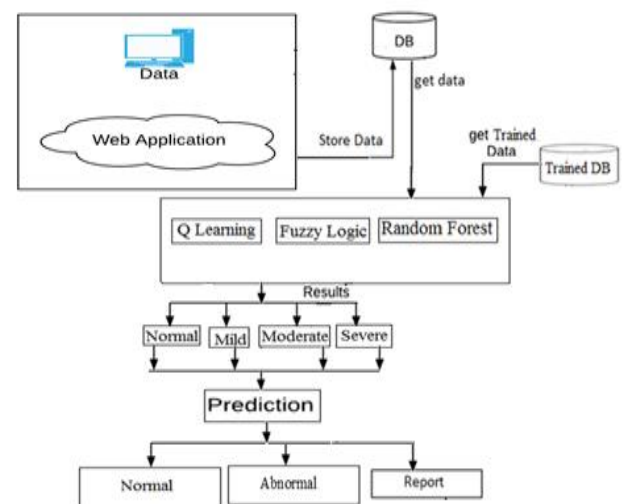 Data
Web Application
DB
get data
Store Data
get Trained
Data
Trained DB
Q Learning
Fuzzy Logic
Random Forest
Results
Normal
Mild
Moderate
Severe
Prediction
Normal
Abnormal
Report